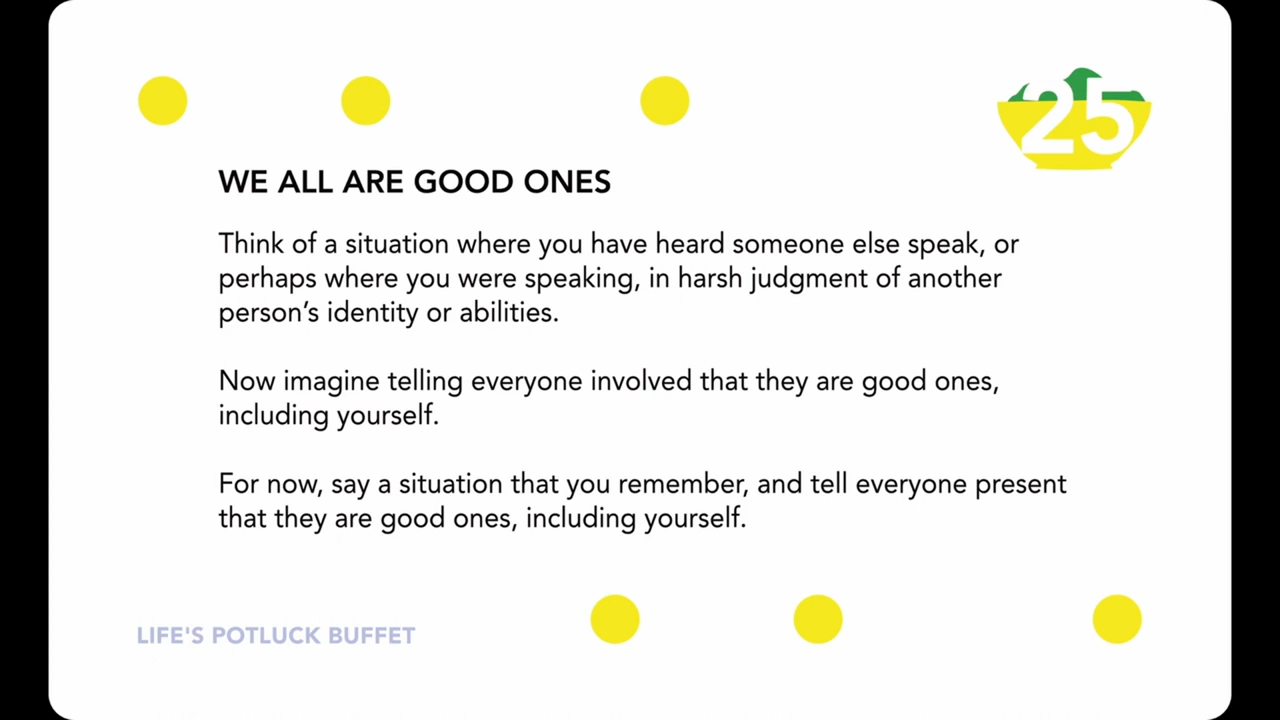 25
WE ALL ARE GOOD ONES
Think of a situation where you have heard someone else speak, or
perhaps where you were speaking, in harsh judgment of another
person's identity or abilities.
Now imagine telling everyone involved that they are good ones,
including yourself.
For now, say a situation that you remember, and tell everyone present
that they are good ones, including yourself.
LIFE'S POTLUCK BUFFET